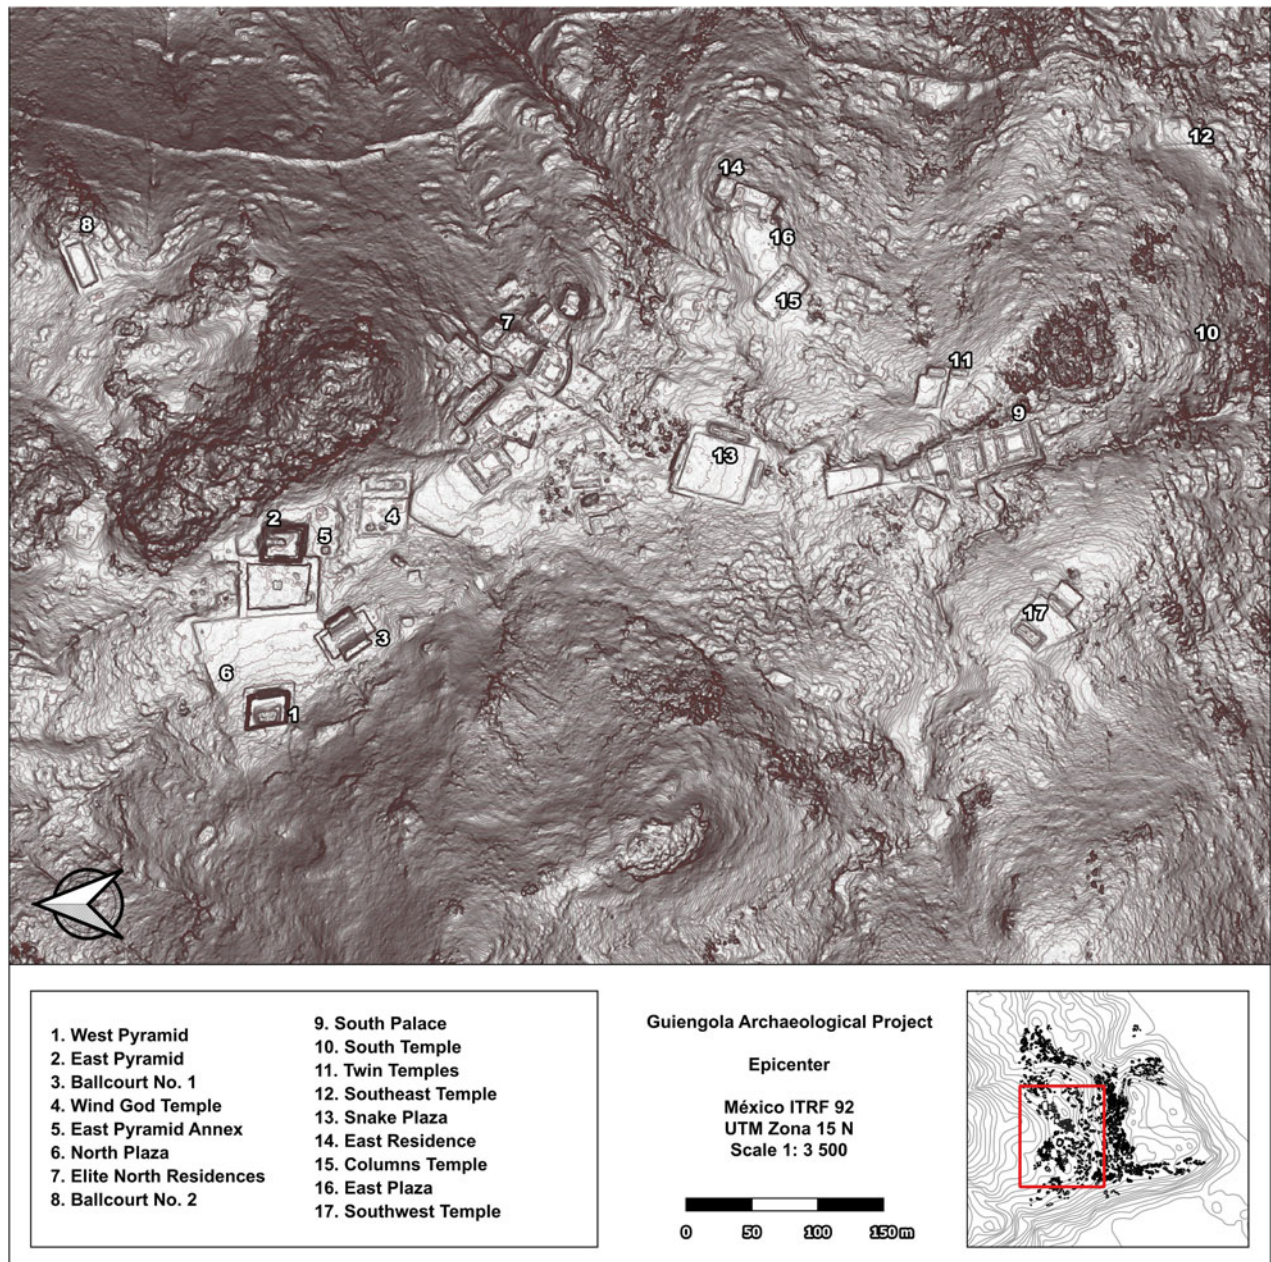 12
14
8
16
15
7
10
11
9
13
2
5
4
17
3
6
1
1. West Pyramid
2. East Pyramid
3. Ballcourt No. 1
4. Wind God Temple
5. East Pyramid Annex
6. North Plaza
7. Elite North Residences
8. Ballcourt No. 2
9. South Palace
10. South Temple
11. Twin Temples
12. Southeast Temple
13. Snake Plaza
14. East Residence
15. Columns Temple
16. East Plaza
17. Southwest Temple
Guiengola Archaeological Project
Epicenter
México ITRF 92
UTM Zona 15 N
Scale 1: 3 500
0 50 100 150 m